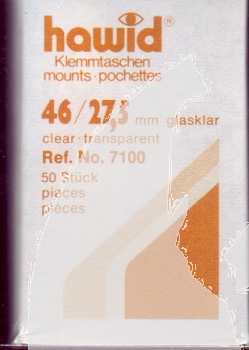 hawid®
Klemmtaschen
mounts·pochettes
46/27,5 mm glasklar
clear·transparent
Ref. No. 7100
50 Stück
pieces
pièces